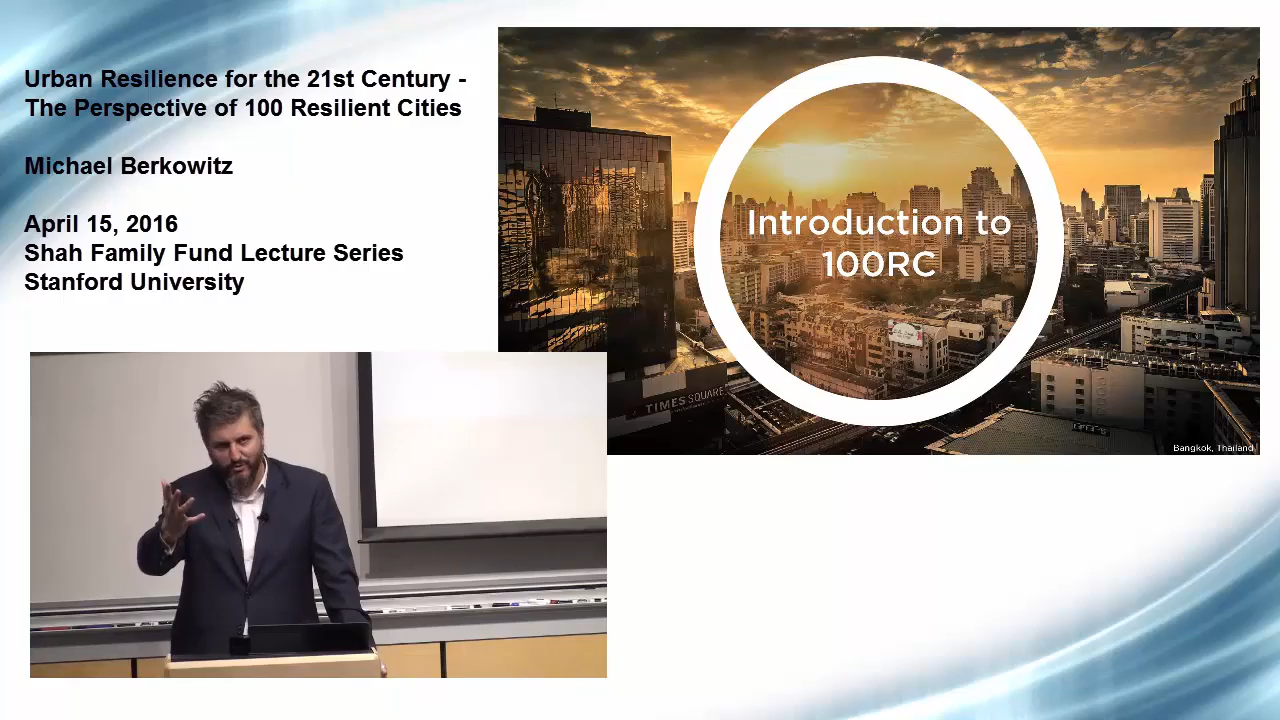 Urban Resilience for the 21st Century -
The Perspective of 100 Resilient Cities
Michael Berkowitz
April 15, 2016
Shah Family Fund Lecture Series
Stanford University
Introduction to
100RC
TIMES SQUARE
Bangkok, Thailand